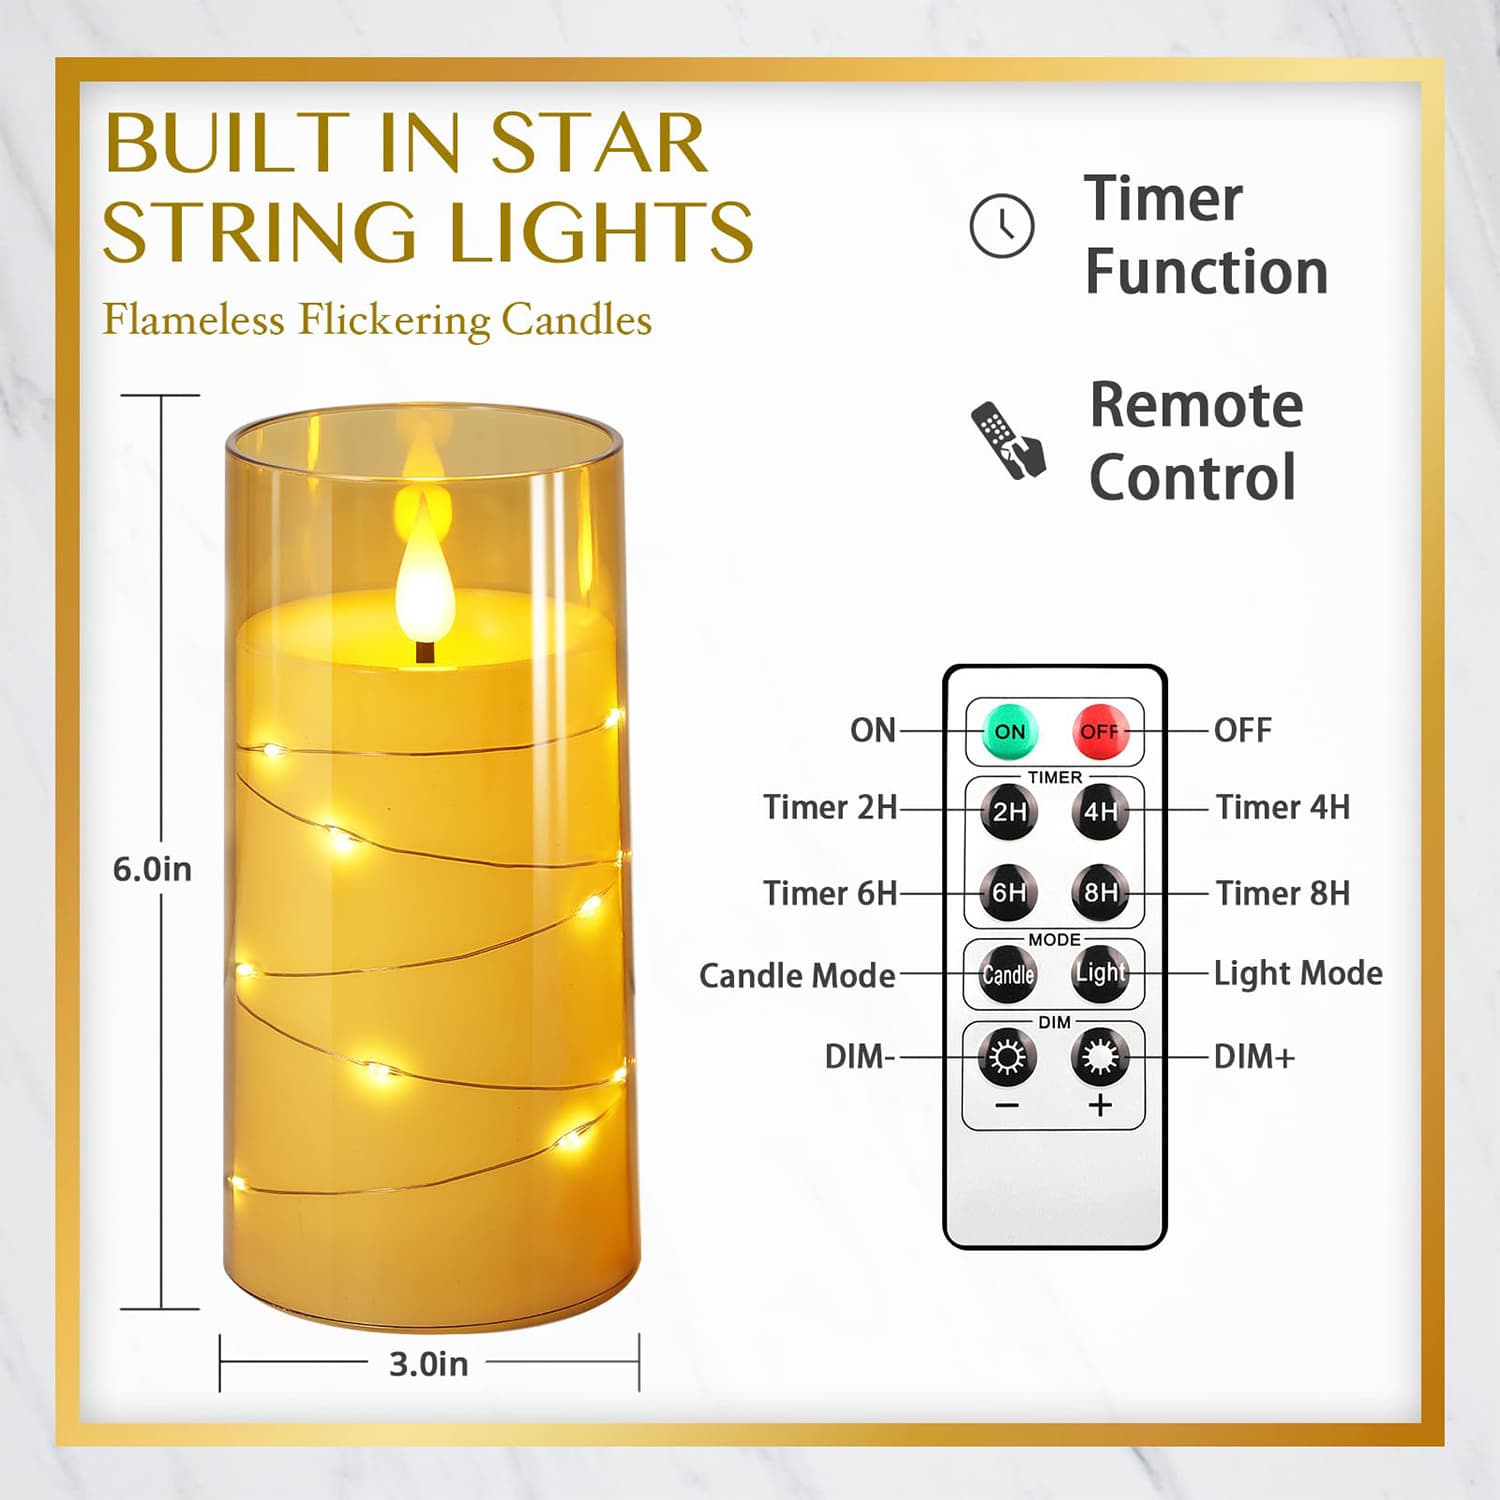 BUILT IN STAR
STRING LIGHTS
Flameless Flickering Candles
Timer
Function
Remote
Control
6.0in
3.0in
ON
ON
OFF
OFF
TIMER
Timer 2H
2H
4H
Timer 4H
Timer 6H
6H
8H
Timer 8H
MODE
Candle Mode
Candle
Light
Light Mode
DIM
DIM-
DIM+
− +